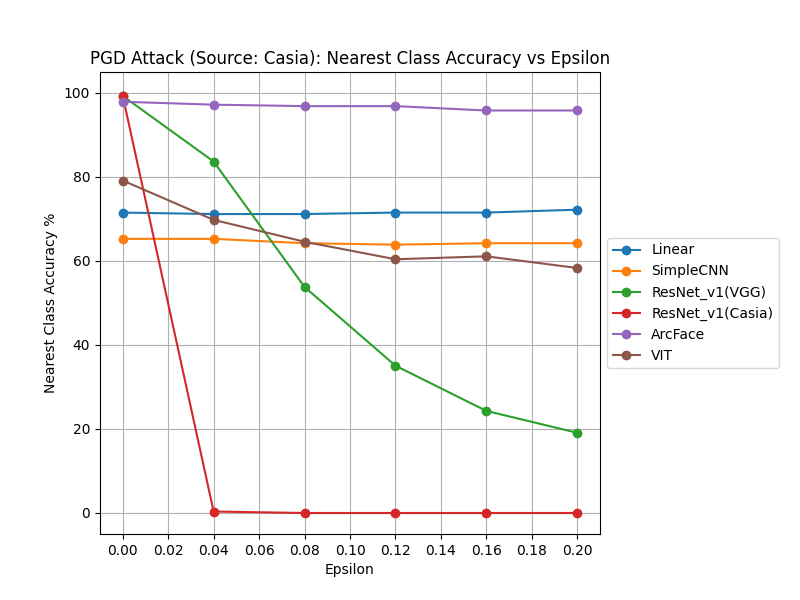 PGD Attack (Source: Casia): Nearest Class Accuracy vs Epsilon
Nearest Class Accuracy %
100
80
60
40
20
0
0.00 0.02 0.04 0.06 0.08 0.10 0.12 0.14 0.16 0.18 0.20
Epsilon
Linear
SimpleCNN
ResNet_v1(VGG)
ResNet_v1(Casia)
ArcFace
VIT